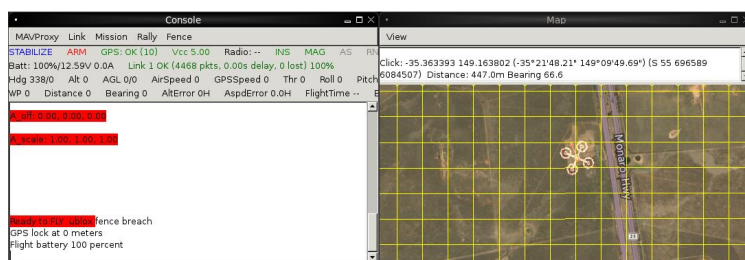 Console
MAVProxy Link Mission Rally Fence
STABILIZE ARM GPS: OK (10) Vcc 5.00 Radio: -- INS MAG AS RN
Batt: 100%/12.59V 0.0A Link 1 OK (4468 pkts, 0.00s delay, 0 lost) 100%
Hdg 338/0 Alt 0 AGL 0/0 AirSpeed 0 GPSSpeed 0 Thr 0 Roll 0 Pitch
WP 0 Distance 0 Bearing 0 AltError 0H AspdError 0.0H FlightTime --
A_off: 0.00, 0.00, 0.00
A_scale: 1.00, 1.00, 1.00
Ready to FLY ublox fence breach
GPS lock at 0 meters
Flight battery 100 percent
Map
View
Click: -35.363393 149.163802 (-35°21'48.21" 149°09'49.69") (S 55 696589
6084507) Distance: 447.0m Bearing 66.6
Monaro Hwy
23